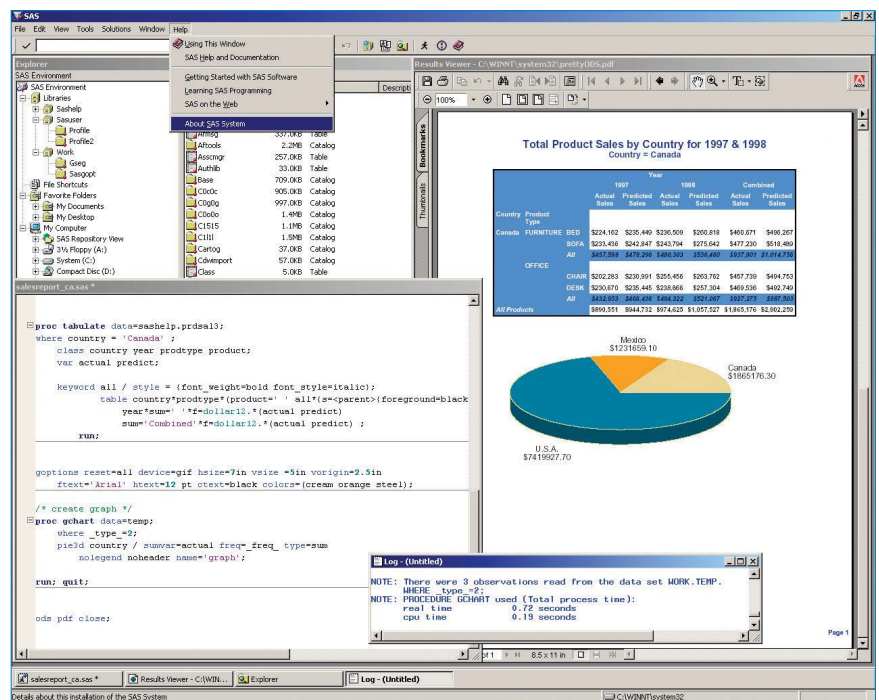 SAS
File Edit View Tools Solutions Window Help
Using This Window
SAS Help and Documentation
Getting Started with SAS Software
Learning SAS Programming
SAS on the Web
About SAS System
Explorer
SAS Environment
SAS Environment
Libraries
Sashelp
Sasuser
Profile
Profile2
Work
Gseg
Sasgopt
File Shortcuts
Favorite Folders
My Documents
My Desktop
My Computer
SAS Repository View
3½ Floppy (A:)
System (C:)
Compact Disc (D:)
Descripti
Afmsg 337.0KB Table
Aftools 2.2MB Catalog
Asscmgr 257.0KB Table
Authlib 33.0KB Table
Base 709.0KB Catalog
C0c0c 905.0KB Catalog
C0g0g 997.0KB Catalog
C0o0o 1.4MB Catalog
C1515 1.1MB Catalog
C1l1l 1.5MB Catalog
Cartog 37.0KB Catalog
Cdwimport 57.0KB Catalog
Class 5.0KB Table
Results Viewer - C:\WINNT\system32\prettyODS.pdf
100%
Adobe
Bookmarks
Thumbnails
Total Product Sales by Country for 1997 & 1998
Country = Canada
Year
1997 1998 Combined
Actual Sales Predicted Sales Actual Sales Predicted Sales Actual Sales Predicted Sales
Country Product Type
Canada FURNITURE BED $224,162 $235,449 $236,509 $260,818 $460,671 $496,267
SOFA $233,436 $242,847 $243,794 $275,642 $477,230 $518,489
All $457,598 $478,296 $480,303 $536,460 $937,901 $1,014,756
OFFICE
CHAIR $202,283 $230,991 $255,456 $263,762 $457,739 $494,753
DESK $230,670 $235,445 $238,866 $257,304 $469,536 $492,749
All $432,953 $466,436 $494,322 $521,067 $927,275 $987,503
All Products $890,551 $944,732 $974,625 $1,057,527 $1,865,176 $2,002,259
Mexico
$1231659.10
Canada
$1865176.30
U.S.A.
$7419927.70
Page 1
of 1 8.5 x 11 in
salesreport_ca.sas *
proc tabulate data=sashelp.prdsal3;
where country = 'Canada' ;
class country year prodtype product;
var actual predict;
keyword all / style = {font_weight=bold font_style=italic};
table country*prodtype*(product=' ' all*(s=<parent>{foreground=black
year*sum=' '*f=dollar12.*(actual predict)
sum='Combined'*f=dollar12.*(actual predict) ;
run;
goptions reset=all device=gif hsize=7in vsize =5in vorigin=2.5in
ftext='Arial' htext=12 pt ctext=black colors=(cream orange steel);
/* create graph */
proc gchart data=temp;
where _type_=2;
pie3d country / sumvar=actual freq=_freq_ type=sum
nolegend noheader name='graph';
run; quit;
ods pdf close;
Log - (Untitled)
NOTE: There were 3 observations read from the data set WORK.TEMP.
WHERE _type_=2;
NOTE: PROCEDURE GCHART used (Total process time):
real time 0.72 seconds
cpu time 0.19 seconds
salesreport_ca.sas * Results Viewer - C:\WIN... Explorer Log - (Untitled)
Details about this installation of the SAS System C:\WINNT\system32